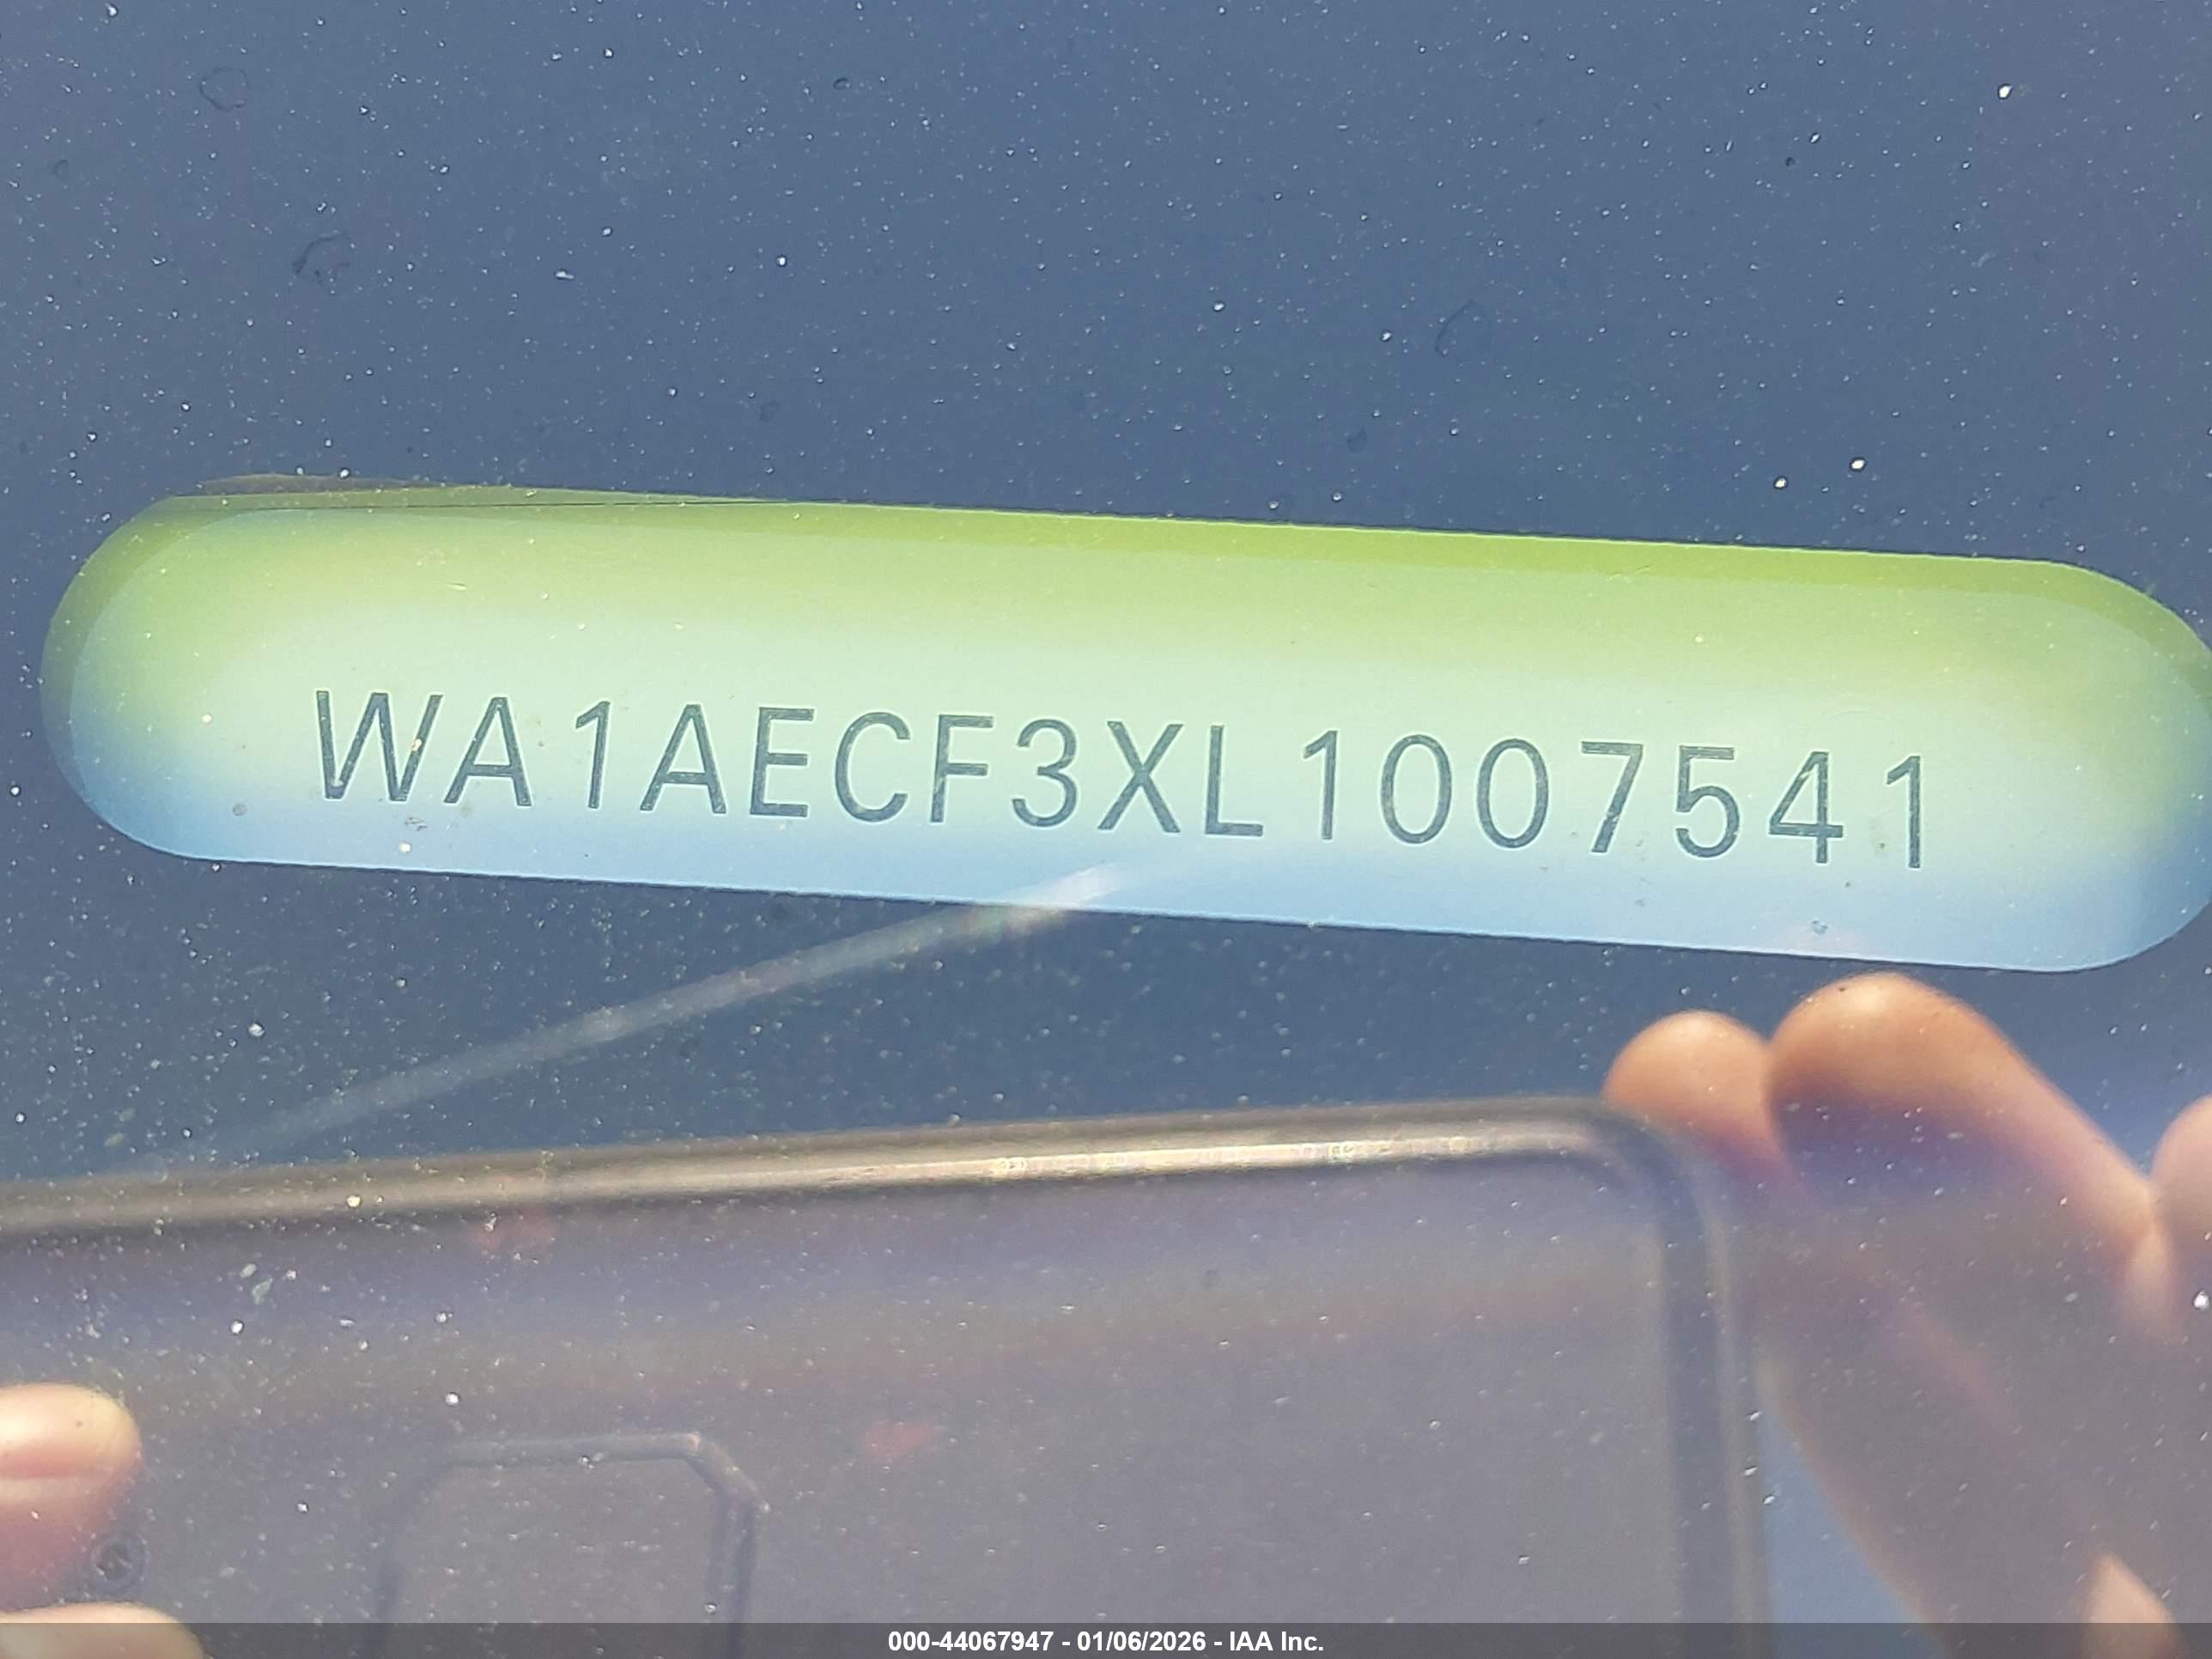 WA1AECF3XL1007541
000-44067947 - 01/06/2026 - IAA Inc.